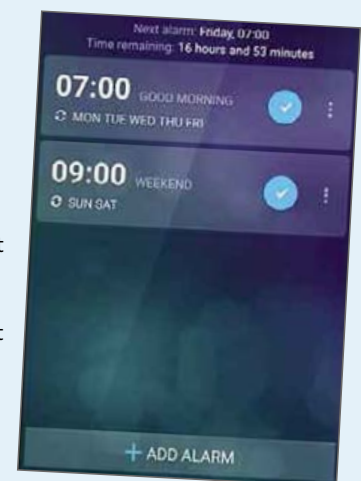 Next alarm: Friday, 07:00
Time remaining: 16 hours and 53 minutes
07:00 GOOD MORNING
MON TUE WED THU FRI
09:00 WEEKEND
SUN SAT
+ ADD ALARM